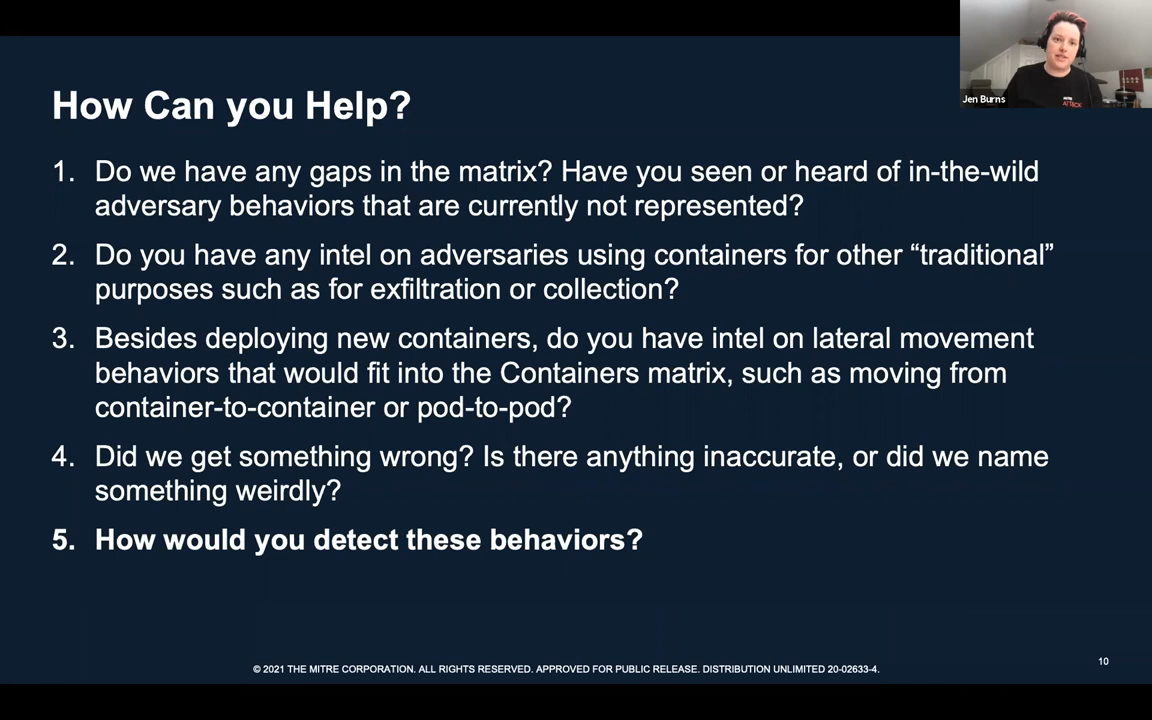 How Can you Help?
1. Do we have any gaps in the matrix? Have you seen or heard of in-the-wild
adversary behaviors that are currently not represented?
2. Do you have any intel on adversaries using containers for other “traditional”
purposes such as for exfiltration or collection?
3. Besides deploying new containers, do you have intel on lateral movement
behaviors that would fit into the Containers matrix, such as moving from
container-to-container or pod-to-pod?
4. Did we get something wrong? Is there anything inaccurate, or did we name
something weirdly?
5. How would you detect these behaviors?
© 2021 THE MITRE CORPORATION. ALL RIGHTS RESERVED. APPROVED FOR PUBLIC RELEASE. DISTRIBUTION UNLIMITED 20-02633-4.
10
Jen Burns
ATT&CK